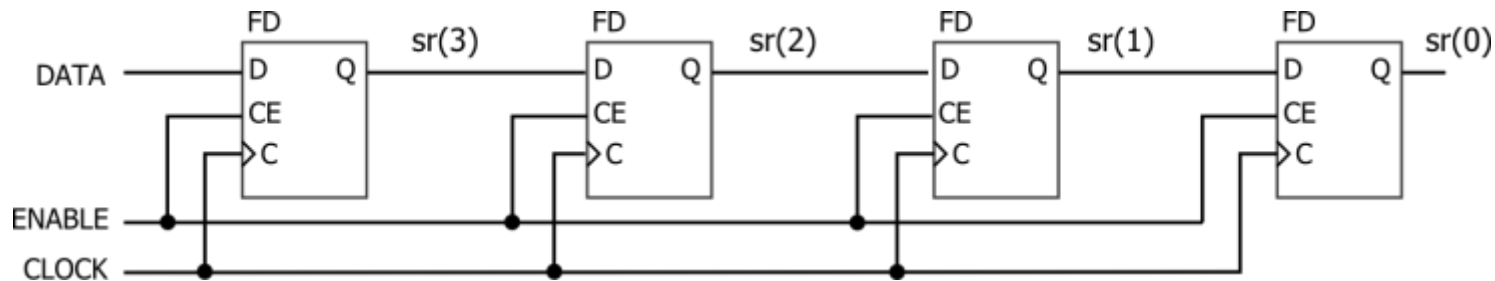 FD FD FD FD
sr(3) sr(2) sr(1) sr(0)
DATA D Q D Q D Q D Q
CE CE CE CE
C C C C
ENABLE
CLOCK